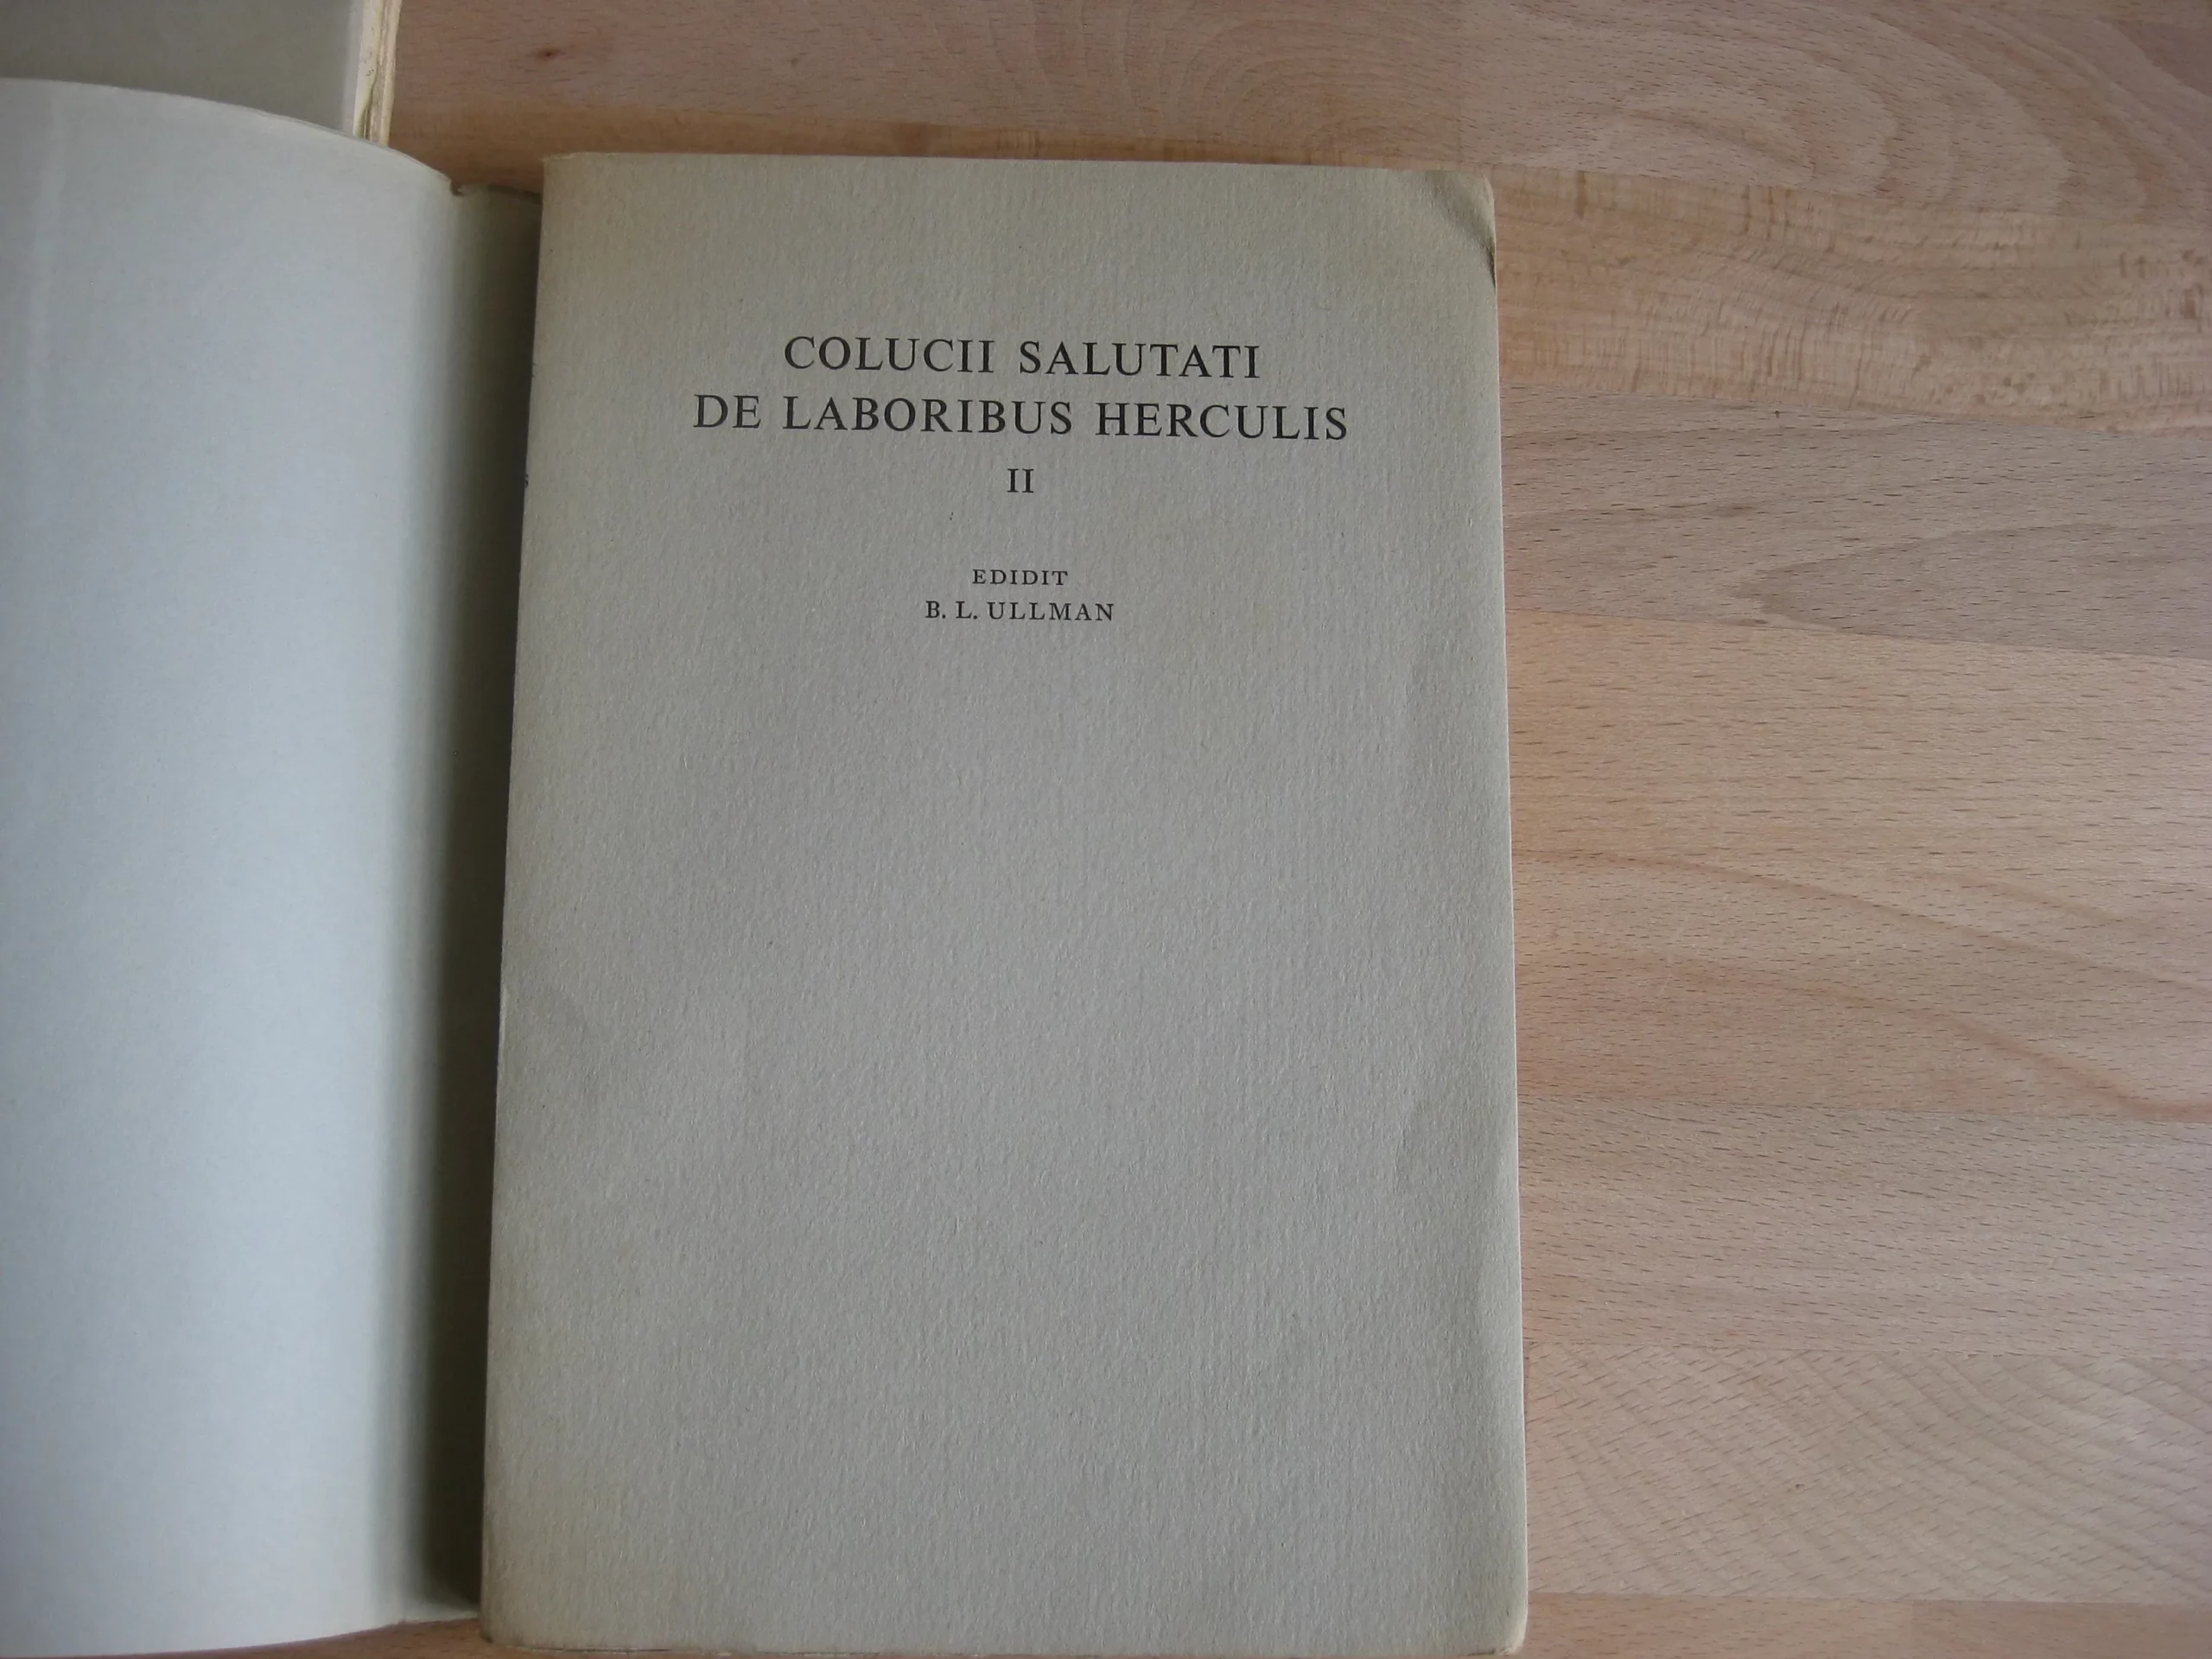 COLUCII SALUTATI
DE LABORIBUS HERCULIS
II
EDIDIT
B. L. ULLMAN